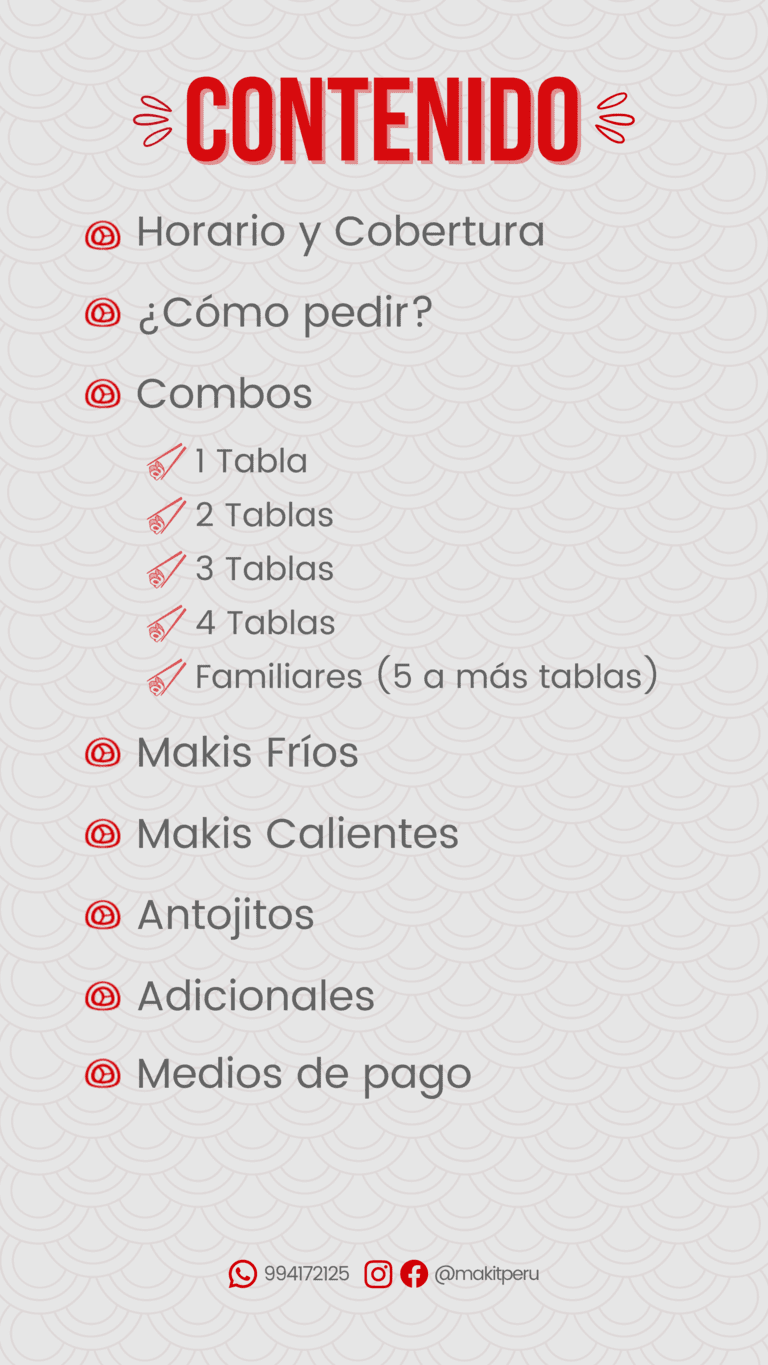 CONTENIDO
Horario y Cobertura
¿Cómo pedir?
Combos
1 Tabla
2 Tablas
3 Tablas
4 Tablas
Familiares (5 a más tablas)
Makis Fríos
Makis Calientes
Antojitos
Adicionales
Medios de pago
994172125 @makitperu